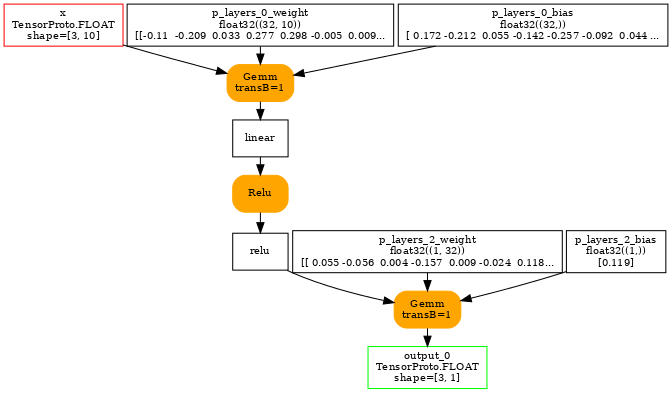 x
TensorProto.FLOAT
shape=[3, 10]
p_layers_0_weight
float32((32, 10))
[[-0.11 -0.209 0.033 0.277 0.298 -0.005 0.009...
p_layers_0_bias
float32((32,))
[ 0.172 -0.212 0.055 -0.142 -0.257 -0.092 0.044 ...
Gemm
transB=1
linear
Relu
relu
p_layers_2_weight
float32((1, 32))
[[ 0.055 -0.056 0.004 -0.157 0.009 -0.024 0.118...
p_layers_2_bias
float32((1,))
[0.119]
Gemm
transB=1
output_0
TensorProto.FLOAT
shape=[3, 1]